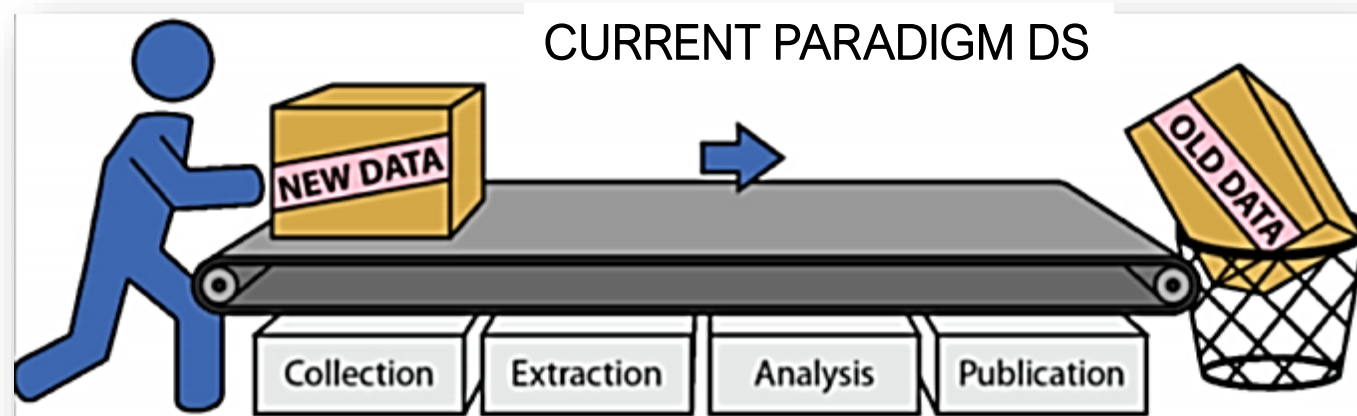 CURRENT PARADIGM DS
NEW DATA
OLD DATA
Collection
Extraction
Analysis
Publication